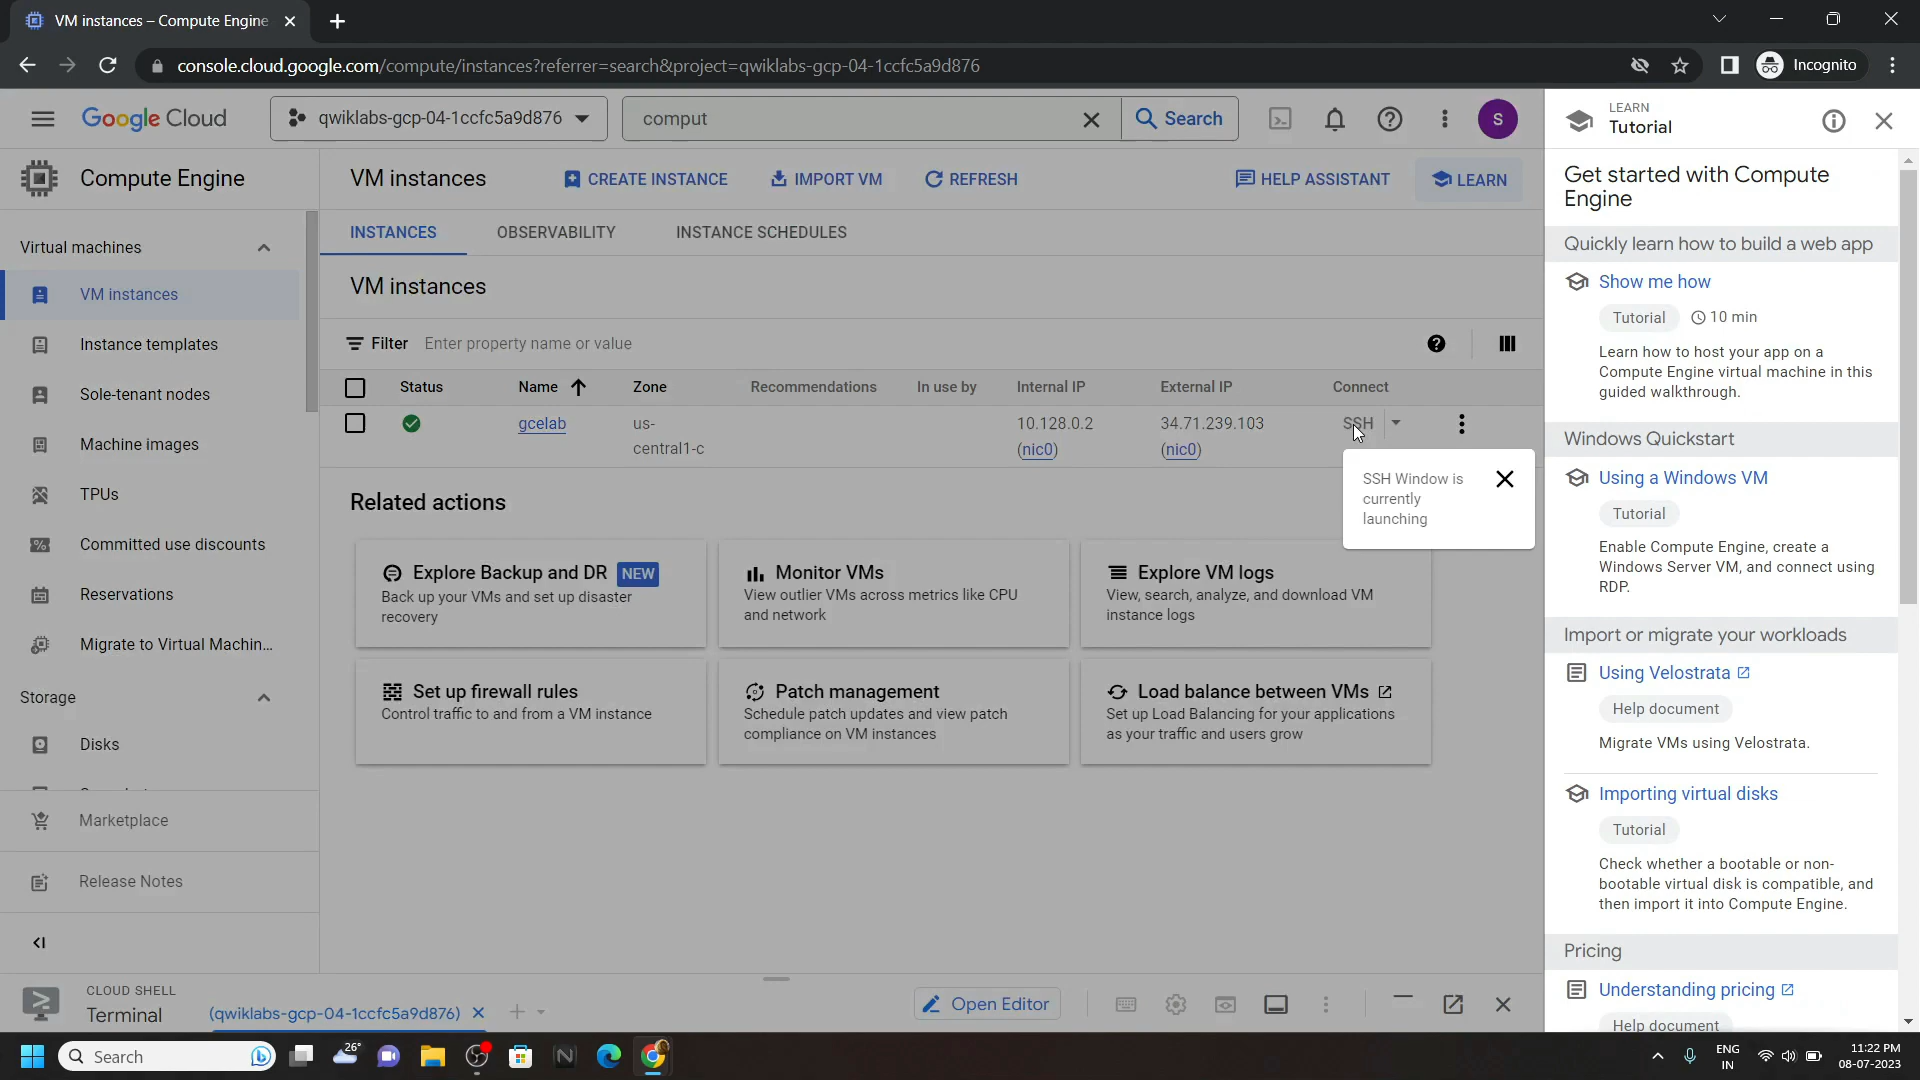 VM instances – Compute Engine
console.cloud.google.com/compute/instances?referrer=search&project=qwiklabs-gcp-04-1ccfc5a9d876
Incognito
Google Cloud
qwiklabs-gcp-04-1ccfc5a9d876
comput
Search
S
LEARN
Tutorial
Compute Engine
VM instances
CREATE INSTANCE
IMPORT VM
REFRESH
HELP ASSISTANT
LEARN
Get started with Compute
Engine
Virtual machines
INSTANCES
OBSERVABILITY
INSTANCE SCHEDULES
Quickly learn how to build a web app
VM instances
VM instances
Show me how
Tutorial
10 min
Instance templates
Filter
Enter property name or value
Learn how to host your app on a
Compute Engine virtual machine in this
guided walkthrough.
Sole-tenant nodes
Status
Name
Zone
Recommendations
In use by
Internal IP
External IP
Connect
gcelab
us-
central1-c
10.128.0.2
(nic0)
34.71.239.103
(nic0)
SSH
Machine images
Windows Quickstart
SSH Window is
currently
launching
Using a Windows VM
Tutorial
TPUs
Related actions
Enable Compute Engine, create a
Windows Server VM, and connect using
RDP.
Committed use discounts
Explore Backup and DR NEW
Back up your VMs and set up disaster
recovery
Monitor VMs
View outlier VMs across metrics like CPU
and network
Explore VM logs
View, search, analyze, and download VM
instance logs
Reservations
Migrate to Virtual Machin...
Import or migrate your workloads
Using Velostrata
Help document
Migrate VMs using Velostrata.
Storage
Set up firewall rules
Control traffic to and from a VM instance
Patch management
Schedule patch updates and view patch
compliance on VM instances
Load balance between VMs
Set up Load Balancing for your applications
as your traffic and users grow
Disks
Importing virtual disks
Tutorial
Check whether a bootable or non-
bootable virtual disk is compatible, and
then import it into Compute Engine.
Marketplace
Release Notes
Pricing
Understanding pricing
Help document
CLOUD SHELL
Terminal
(qwiklabs-gcp-04-1ccfc5a9d876)
Open Editor
Search
26°
ENG
IN
11:22 PM
08-07-2023